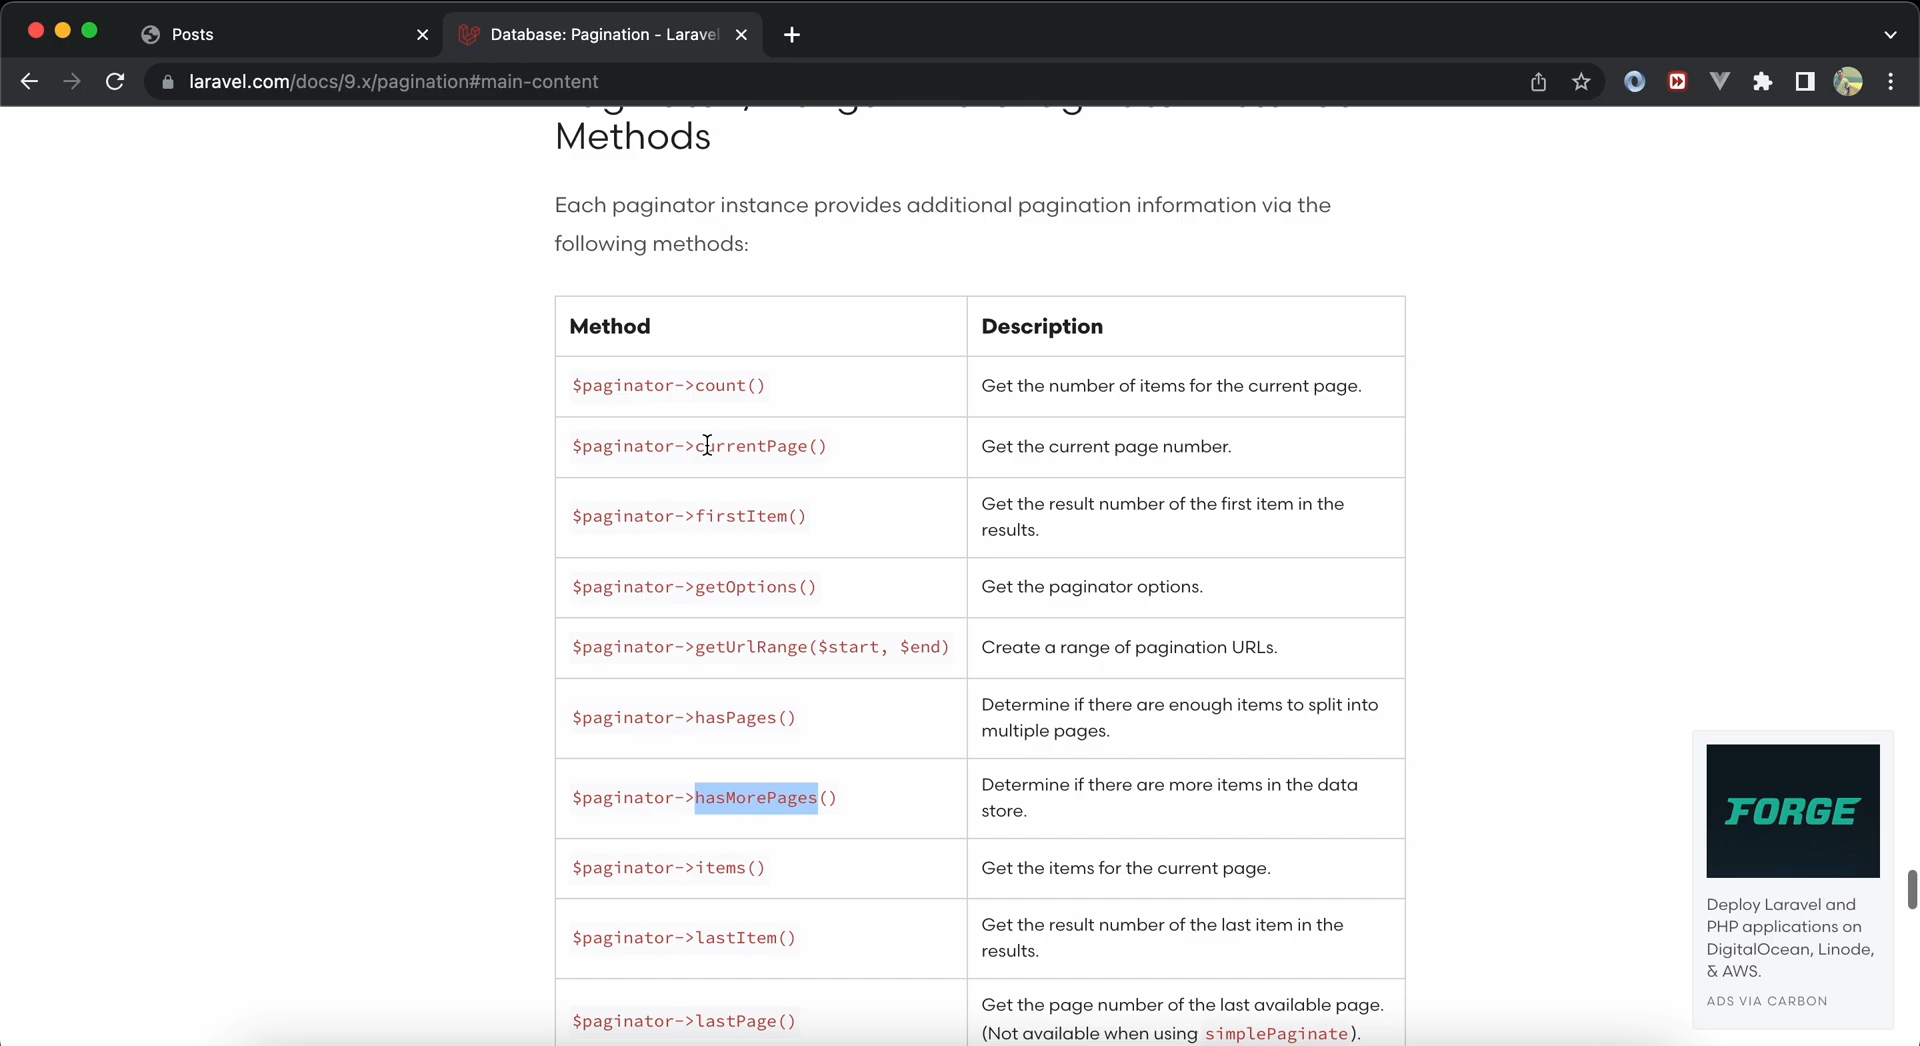 Posts
Database: Pagination - Laravel
laravel.com/docs/9.x/pagination#main-content
Methods
Each paginator instance provides additional pagination information via the
following methods:
Method Description
$paginator->count() Get the number of items for the current page.
$paginator->currentPage() Get the current page number.
$paginator->firstItem() Get the result number of the first item in the
results.
$paginator->getOptions() Get the paginator options.
$paginator->getUrlRange($start, $end) Create a range of pagination URLs.
$paginator->hasPages() Determine if there are enough items to split into
multiple pages.
$paginator->hasMorePages() Determine if there are more items in the data
store.
$paginator->items() Get the items for the current page.
$paginator->lastItem() Get the result number of the last item in the
results.
$paginator->lastPage() Get the page number of the last available page.
(Not available when using simplePaginate).
FORGE
Deploy Laravel and
PHP applications on
DigitalOcean, Linode,
& AWS.
ADS VIA CARBON